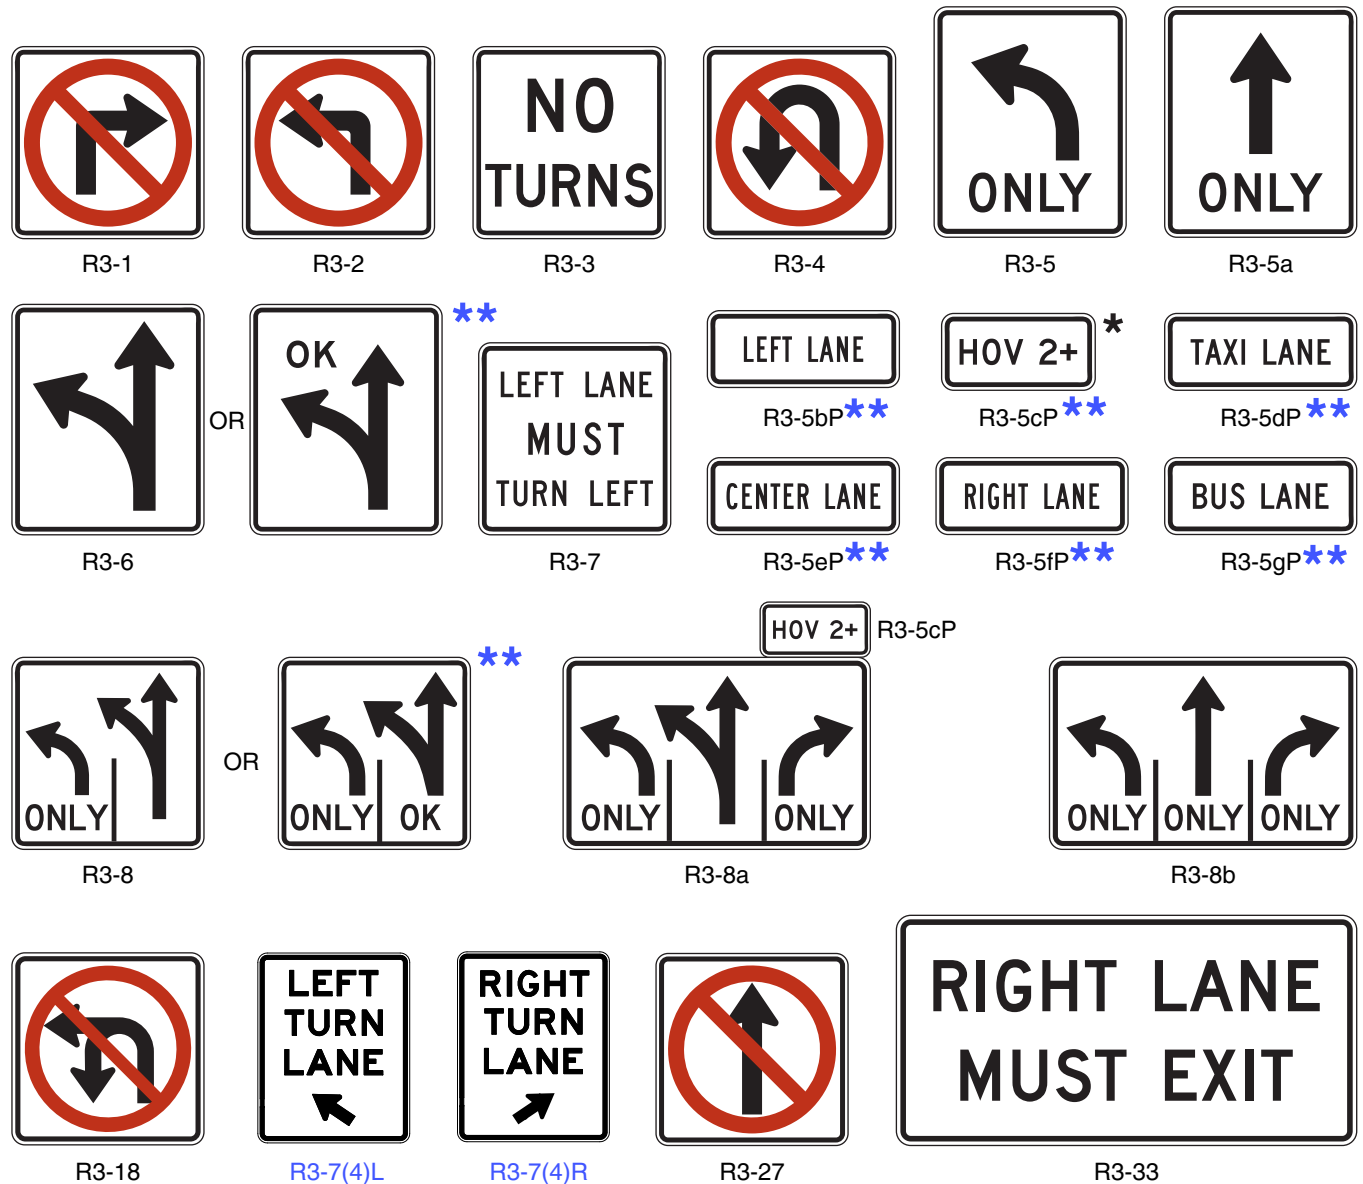 NO
TURNS
ONLY
ONLY
R3-1
R3-2
R3-3
R3-4
R3-5
R3-5a
OK
**
OR
LEFT LANE
MUST
TURN LEFT
LEFT LANE
HOV 2+
*
TAXI LANE
R3-5bP**
R3-5cP**
R3-5dP**
CENTER LANE
RIGHT LANE
BUS LANE
R3-6
R3-7
R3-5eP**
R3-5fP**
R3-5gP**
HOV 2+
R3-5cP
ONLY
OR
ONLY
OK
**
ONLY
ONLY
ONLY
ONLY
ONLY
R3-8
R3-8a
R3-8b
LEFT
TURN
LANE
RIGHT
TURN
LANE
RIGHT LANE
MUST EXIT
R3-18
R3-7(4)L
R3-7(4)R
R3-27
R3-33